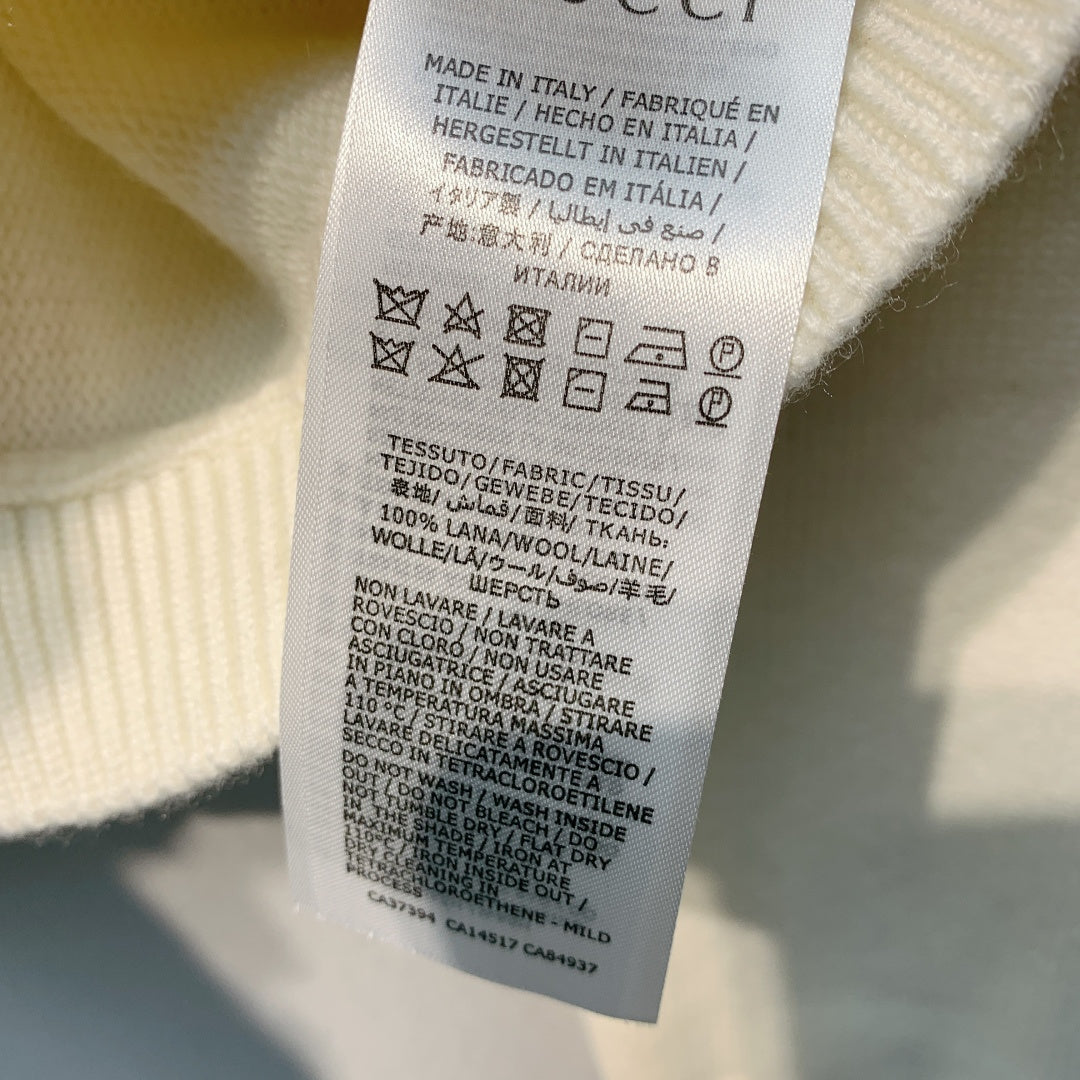 MADE IN ITALY / FABRIQUÉ EN
ITALIE / HECHO EN ITALIA /
HERGESTELLT IN ITALIEN /
FABRICADO EM ITÁLIA /
イタリア製 / صنع في إيطاليا /
产地:意大利 / СДЕЛАНО В
ИТАЛИИ
TESSUTO/FABRIC/TISSU/
TEJIDO/GEWEBE/TECIDO/
表地/ قماش/面料/ ТКАНЬ:
100% LANA/WOOL/LAINE/
WOLLE/LÃ/ウール/صوف/羊毛/
ШЕРСТЬ
NON LAVARE / LAVARE A
ROVESCIO / NON TRATTARE
CON CLORO / NON USARE
ASCIUGATRICE / ASCIUGARE
IN PIANO IN OMBRA / STIRARE
A TEMPERATURA MASSIMA
110 °C / STIRARE A ROVESCIO /
LAVARE DELICATAMENTE A
SECCO IN TETRACLOROETILENE
DO NOT WASH / WASH INSIDE
OUT / DO NOT BLEACH / DO
NOT TUMBLE DRY / FLAT DRY
IN THE SHADE / IRON AT
MAXIMUM TEMPERATURE
110°C / IRON INSIDE OUT /
DRY CLEANING IN
TETRACHLOROETHENE - MILD
PROCESS
CA37394 CA14517 CA84937